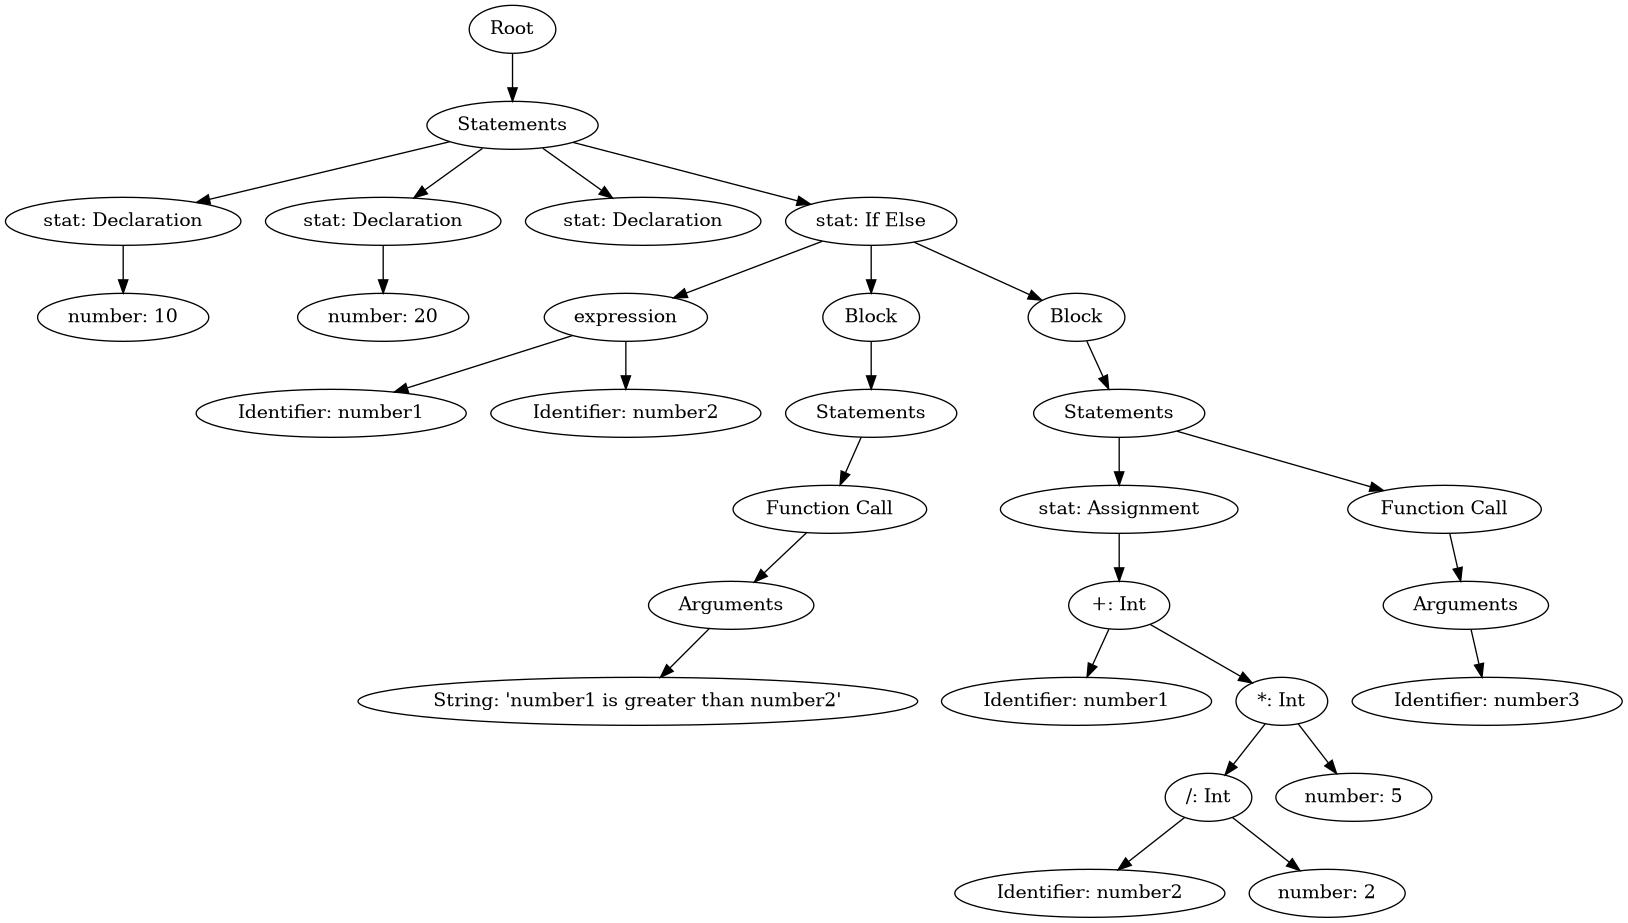 Root
Statements
stat: Declaration
stat: Declaration
stat: Declaration
stat: If Else
number: 10
number: 20
expression
Block
Block
Identifier: number1
Identifier: number2
Statements
Statements
Function Call
stat: Assignment
Function Call
Arguments
+: Int
Arguments
String: 'number1 is greater than number2'
Identifier: number1
*: Int
Identifier: number3
/: Int
number: 5
Identifier: number2
number: 2